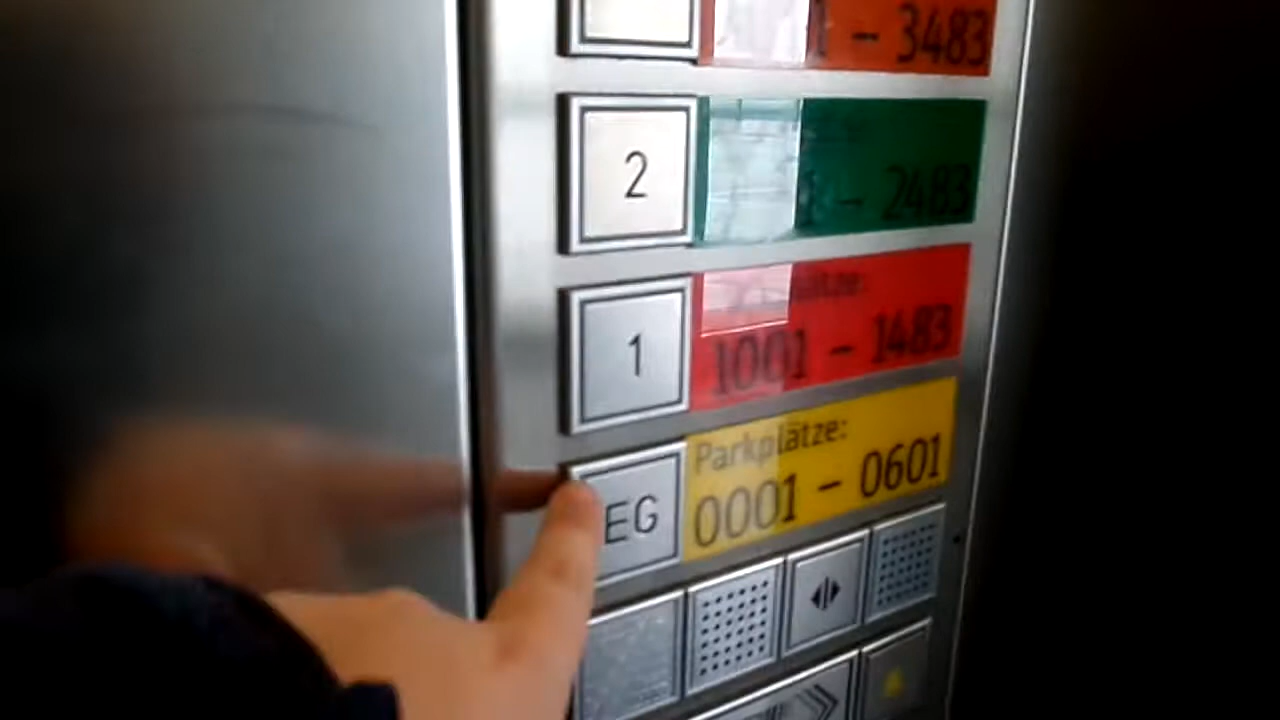 – 3483
2
– 2483
1
1001 – 1483
EG
Parkplätze:
0001 – 0601